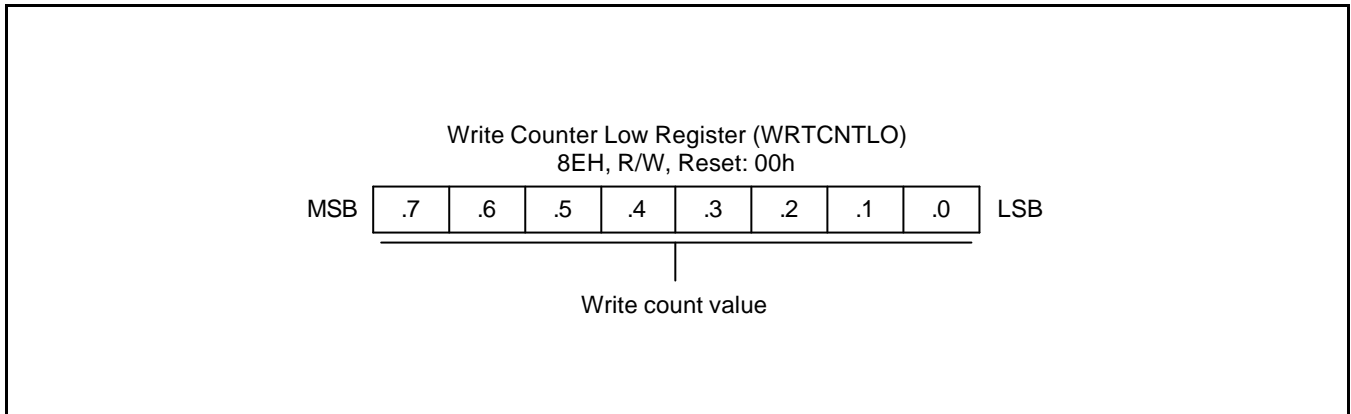 Write Counter Low Register (WRTCNTLO)
8EH, R/W, Reset: 00h
MSB .7 .6 .5 .4 .3 .2 .1 .0 LSB
Write count value